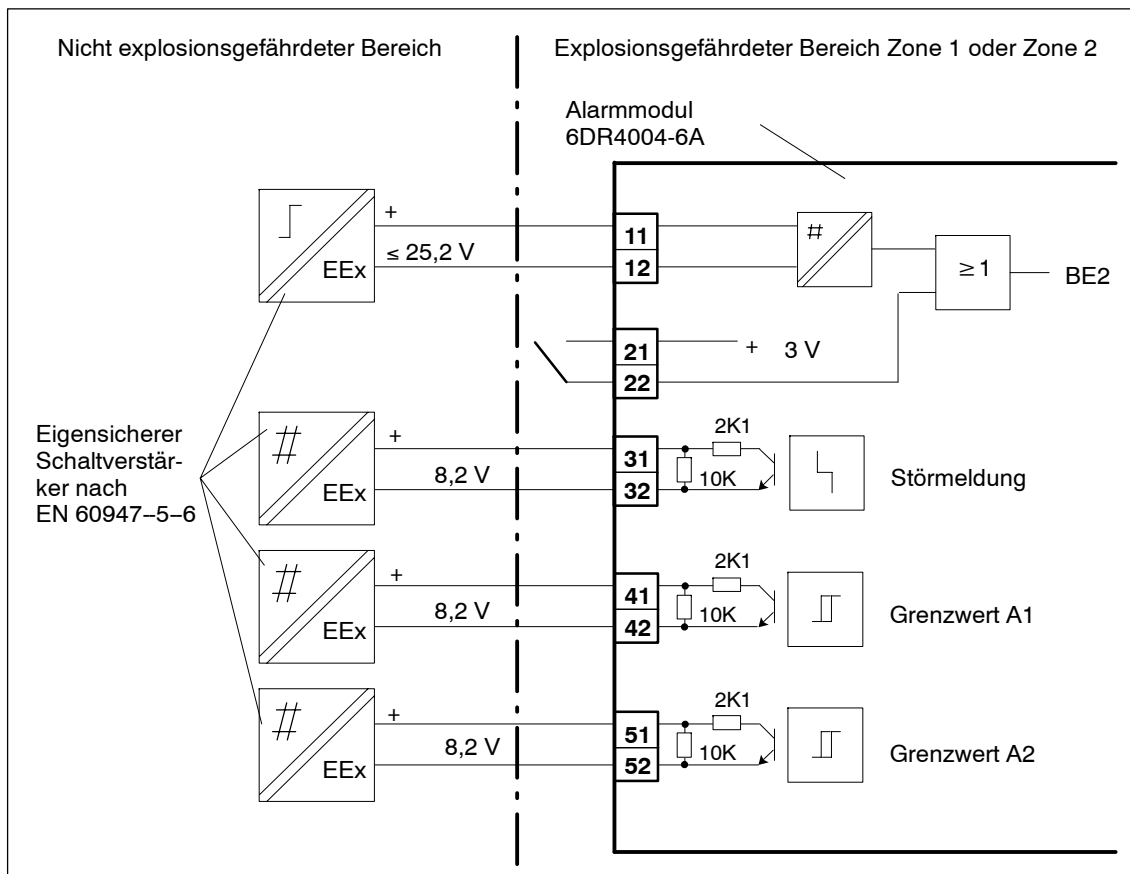 Nicht explosionsgefährdeter Bereich
Explosionsgefährdeter Bereich Zone 1 oder Zone 2
Alarmmodul
6DR4004-6A
+
≤ 25,2 V
EEx
11
12
#
≥ 1
BE2
21
22
+ 3 V
Eigensicherer
Schaltverstär-
ker nach
EN 60947--5–6
#
EEx
+
8,2 V
31
32
2K1
10K
Störmeldung
#
EEx
+
8,2 V
41
42
2K1
10K
Grenzwert A1
#
EEx
+
8,2 V
51
52
2K1
10K
Grenzwert A2